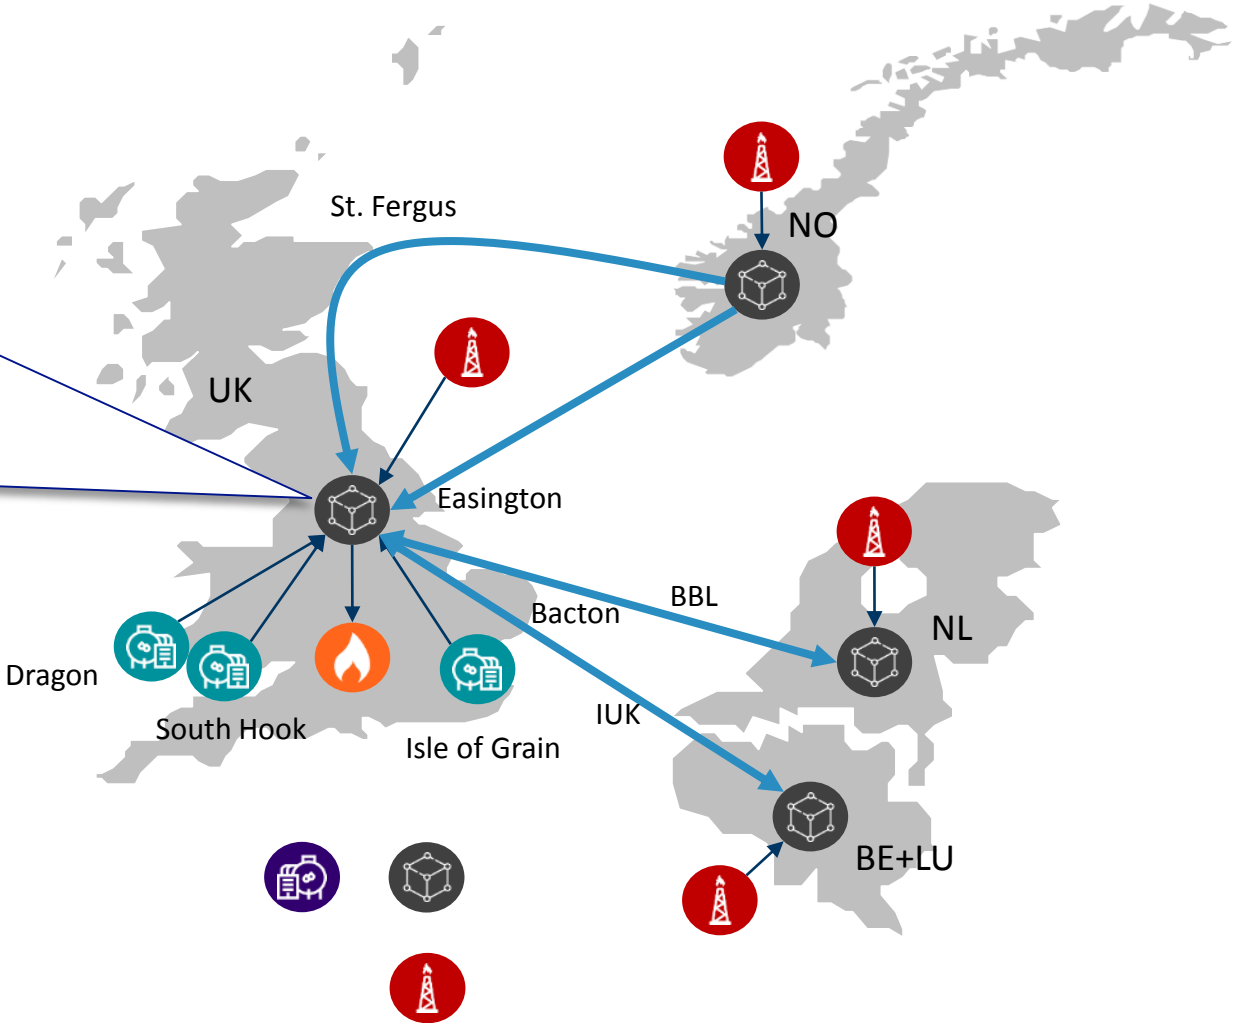 St. Fergus
NO
UK
Easington
BBL
Bacton
NL
Dragon
IUK
South Hook
Isle of Grain
BE+LU